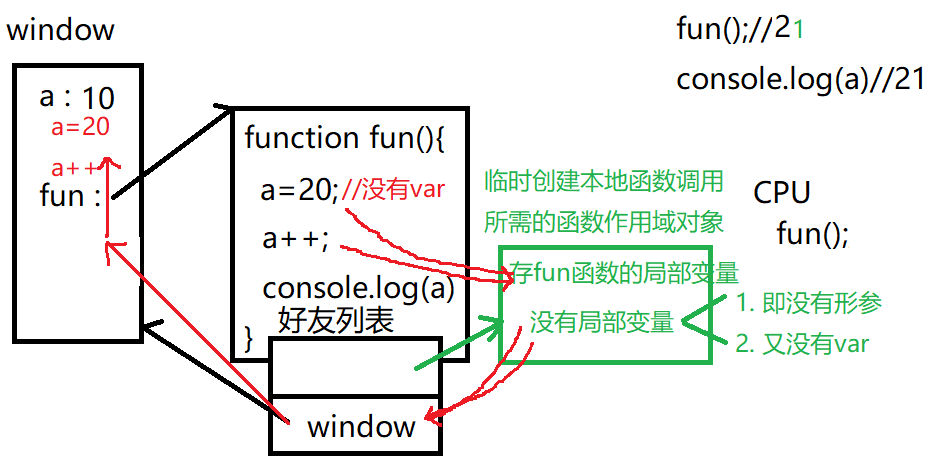 window
a : 10
a=20
a++
fun :
function fun(){
a=20;//没有var
a++;
console.log(a)
}
好友列表
window
临时创建本地函数调用
所需的函数作用域对象
存fun函数的局部变量
没有局部变量
1. 即没有形参
2. 又没有var
fun();//21
console.log(a)//21
CPU
fun();